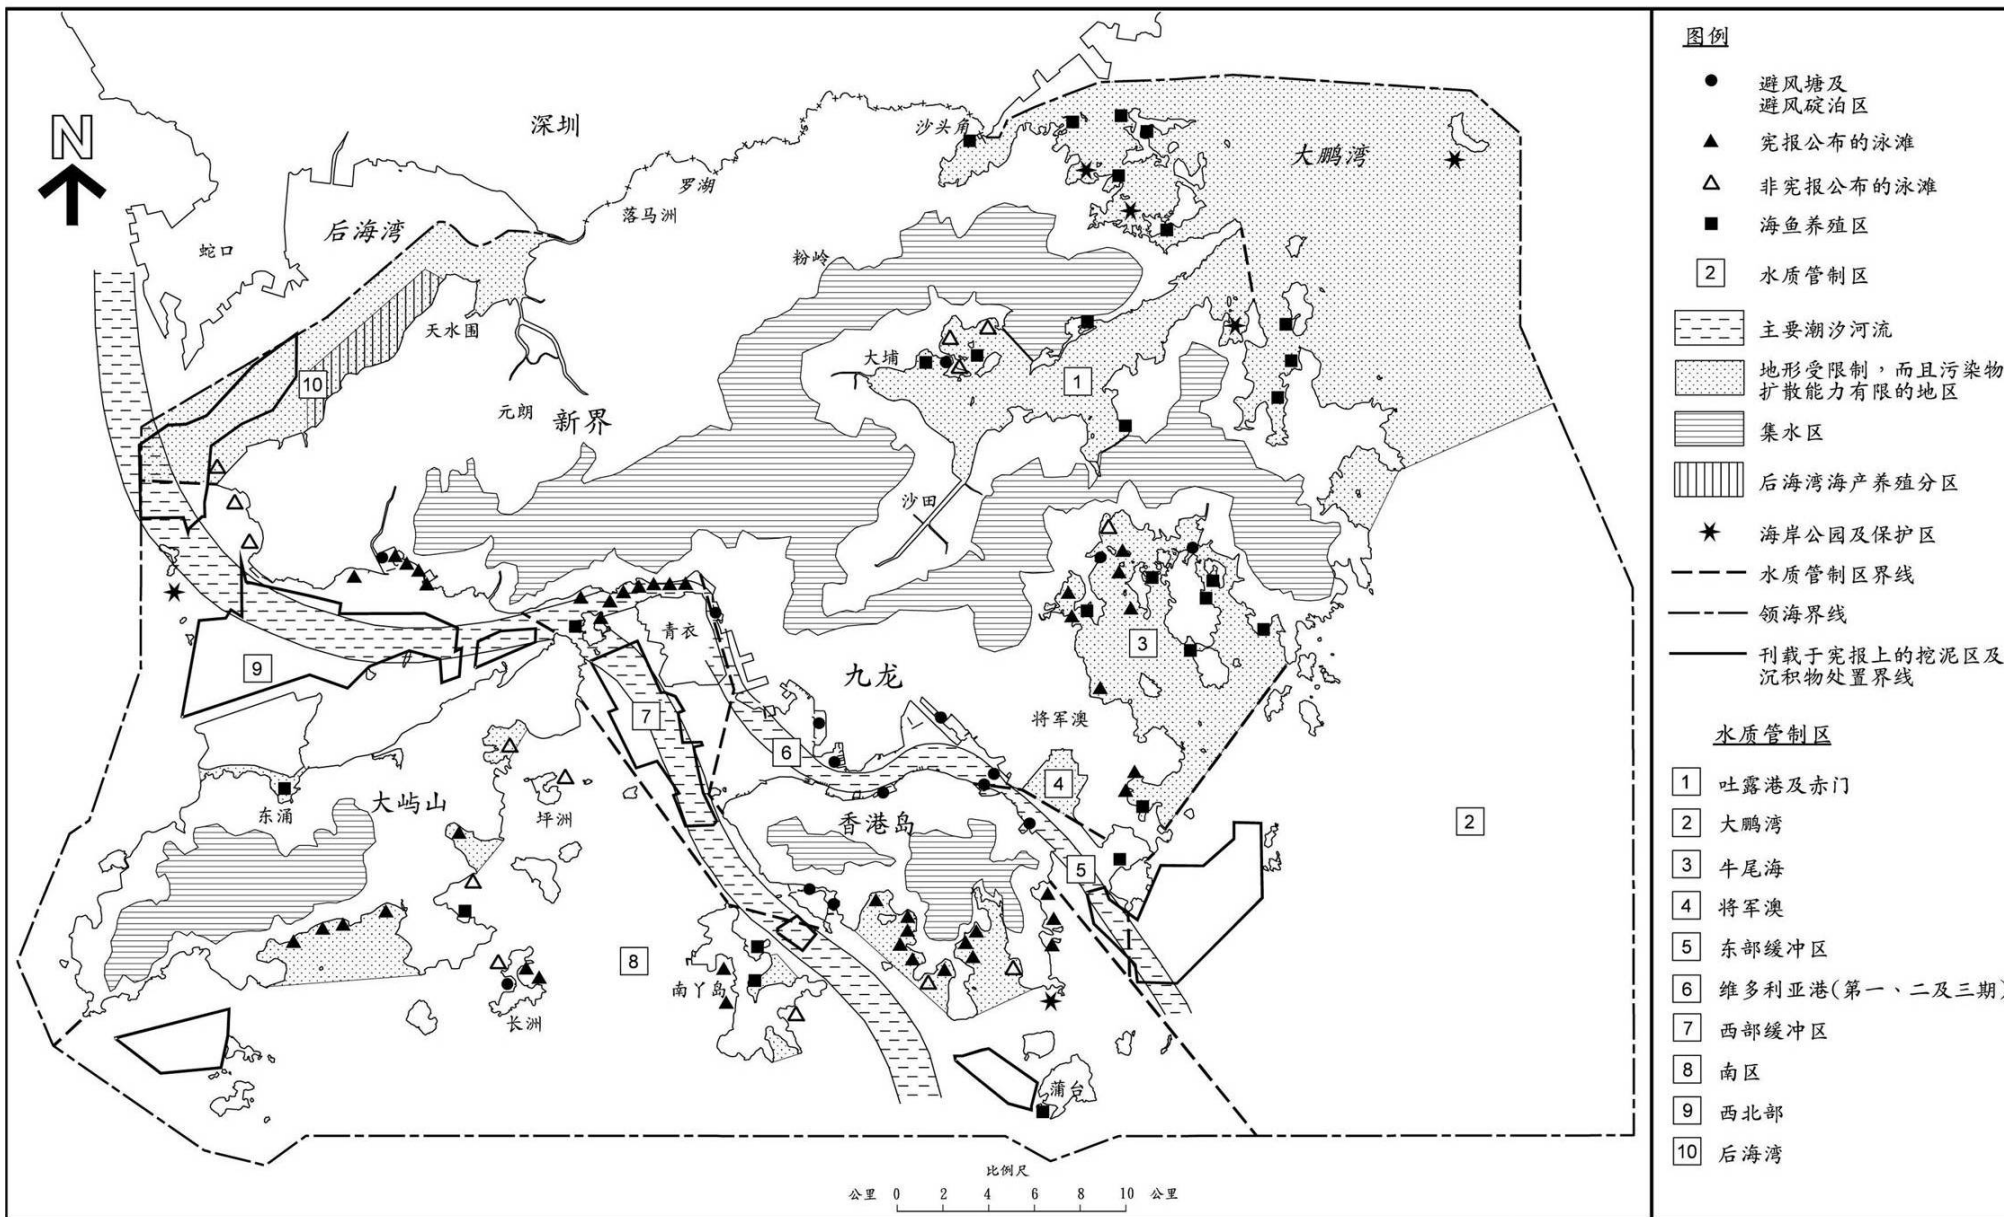 N
深圳
沙头角
大鹏湾
罗湖
落马洲
后海湾
蛇口
粉岭
天水围
大埔
10
1
元朗
新界
沙田
青衣
3
9
九龙
7
将军澳
6
4
东涌
大屿山
坪洲
香港岛
2
5
8
南丫岛
长洲
蒲台
比例尺
公里 0 2 4 6 8 10 公里
图例
避风塘及
避风碇泊区
宪报公布的泳滩
非宪报公布的泳滩
海鱼养殖区
2 水质管制区
主要潮汐河流
地形受限制，而且污染物
扩散能力有限的地区
集水区
后海湾海产养殖分区
海岸公园及保护区
水质管制区界线
领海界线
刊载于宪报上的挖泥区及
沉积物处置界线
水质管制区
1 吐露港及赤门
2 大鹏湾
3 牛尾海
4 将军澳
5 东部缓冲区
6 维多利亚港(第一、二及三期)
7 西部缓冲区
8 南区
9 西北部
10 后海湾